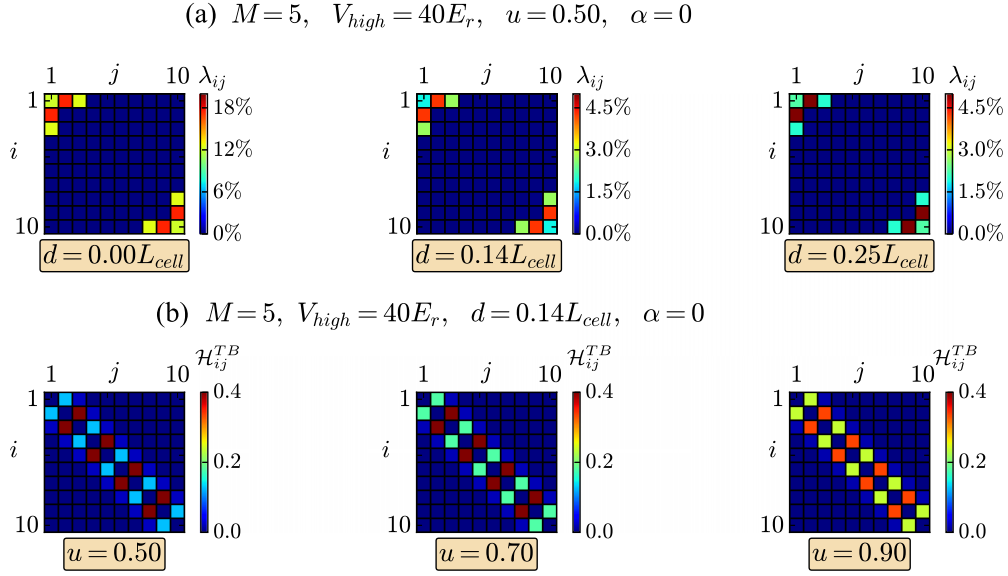 (a) M = 5, V_high = 40E_r, u = 0.50, α = 0
1 j 10 λ_ij 1 j 10 λ_ij 1 j 10 λ_ij
1 18% 1 4.5% 1 4.5%
i 12% i 3.0% i 3.0%
6% 1.5% 1.5%
10 0% 10 0.0% 10 0.0%
d = 0.00L_cell d = 0.14L_cell d = 0.25L_cell
(b) M = 5, V_high = 40E_r, d = 0.14L_cell, α = 0
1 j 10 ℋ_ij^TB 1 j 10 ℋ_ij^TB 1 j 10 ℋ_ij^TB
1 0.4 1 0.4 1 0.4
i 0.2 i 0.2 i 0.2
10 0.0 10 0.0 10 0.0
u = 0.50 u = 0.70 u = 0.90